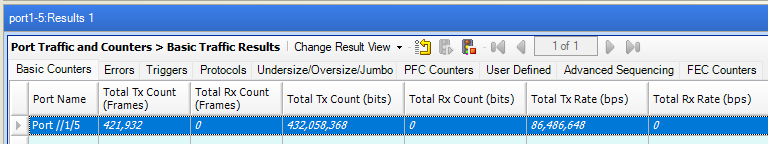 port1-5:Results 1
Port Traffic and Counters > Basic Traffic Results Change Result View 1 of 1
Basic Counters Errors Triggers Protocols Undersize/Oversize/Jumbo PFC Counters User Defined Advanced Sequencing FEC Counters
Port Name Total Tx Count (Frames) Total Rx Count (Frames) Total Tx Count (bits) Total Rx Count (bits) Total Tx Rate (bps) Total Rx Rate (bps)
Port //1/5 421,932 0 432,058,368 0 86,486,648 0